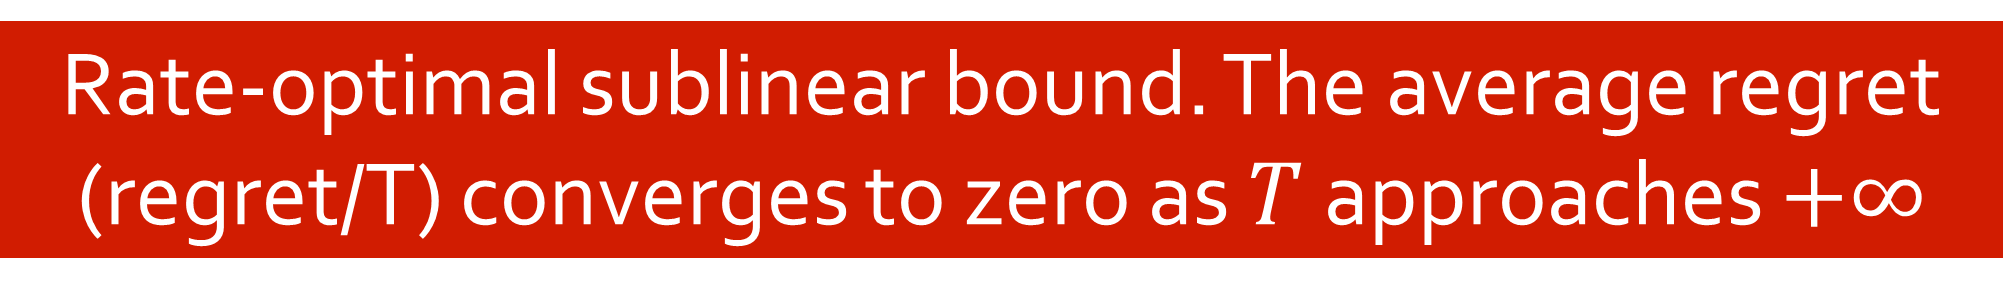 Rate-optimal sublinear bound. The average regret
(regret/T) converges to zero as T approaches +∞